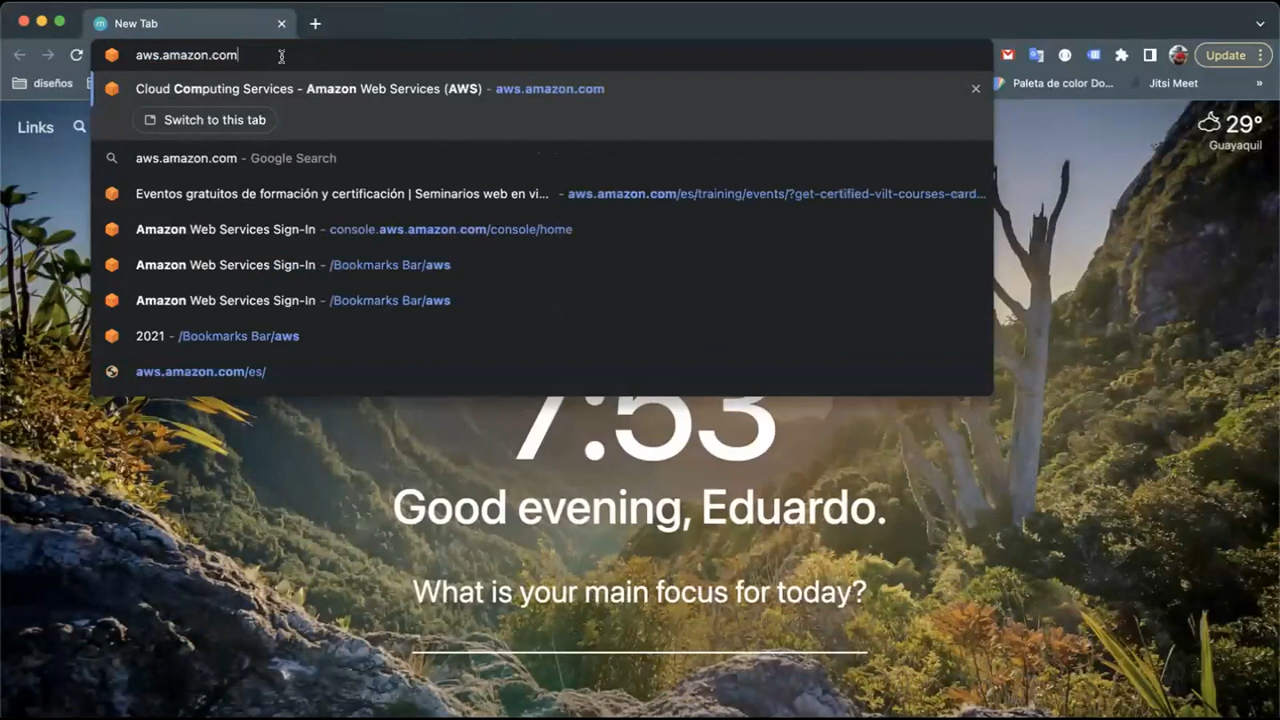 New Tab
aws.amazon.com
Update
diseños
Paleta de color Do...
Jitsi Meet
»
Cloud Computing Services - Amazon Web Services (AWS) - aws.amazon.com
Switch to this tab
aws.amazon.com - Google Search
Eventos gratuitos de formación y certificación | Seminarios web en vi... - aws.amazon.com/es/training/events/?get-certified-vilt-courses-card...
Amazon Web Services Sign-In - console.aws.amazon.com/console/home
Amazon Web Services Sign-In - /Bookmarks Bar/aws
Amazon Web Services Sign-In - /Bookmarks Bar/aws
2021 - /Bookmarks Bar/aws
aws.amazon.com/es/
Links
29°
Guayaquil
7:53
Good evening, Eduardo.
What is your main focus for today?